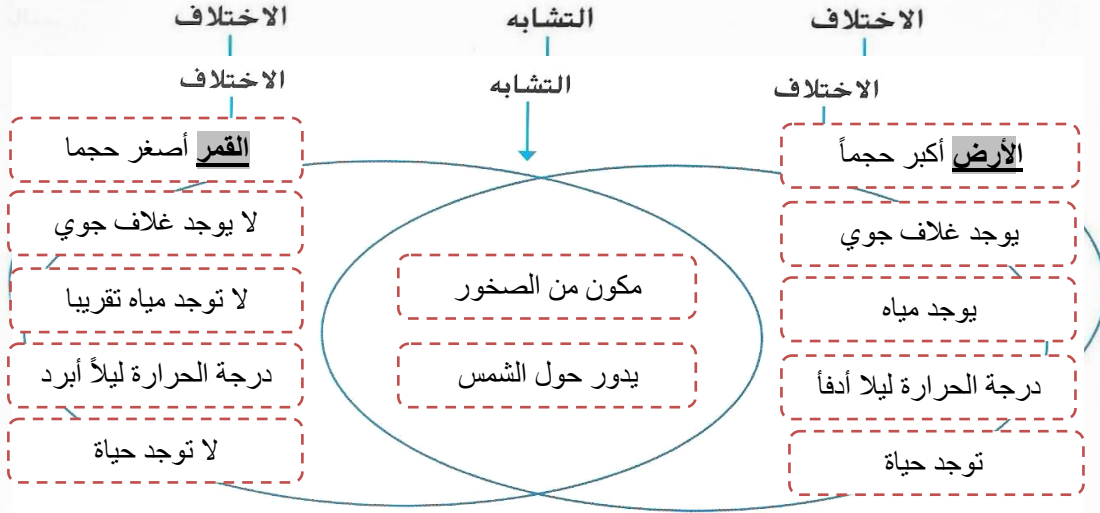 الاختلاف
التشابه
الاختلاف
الاختلاف
التشابه
الاختلاف
الأرض أكبر حجماً
يوجد غلاف جوي
يوجد مياه
درجة الحرارة ليلا أدفأ
توجد حياة
مكون من الصخور
يدور حول الشمس
القمر أصغر حجما
لا يوجد غلاف جوي
لا توجد مياه تقريبا
درجة الحرارة ليلاً أبرد
لا توجد حياة